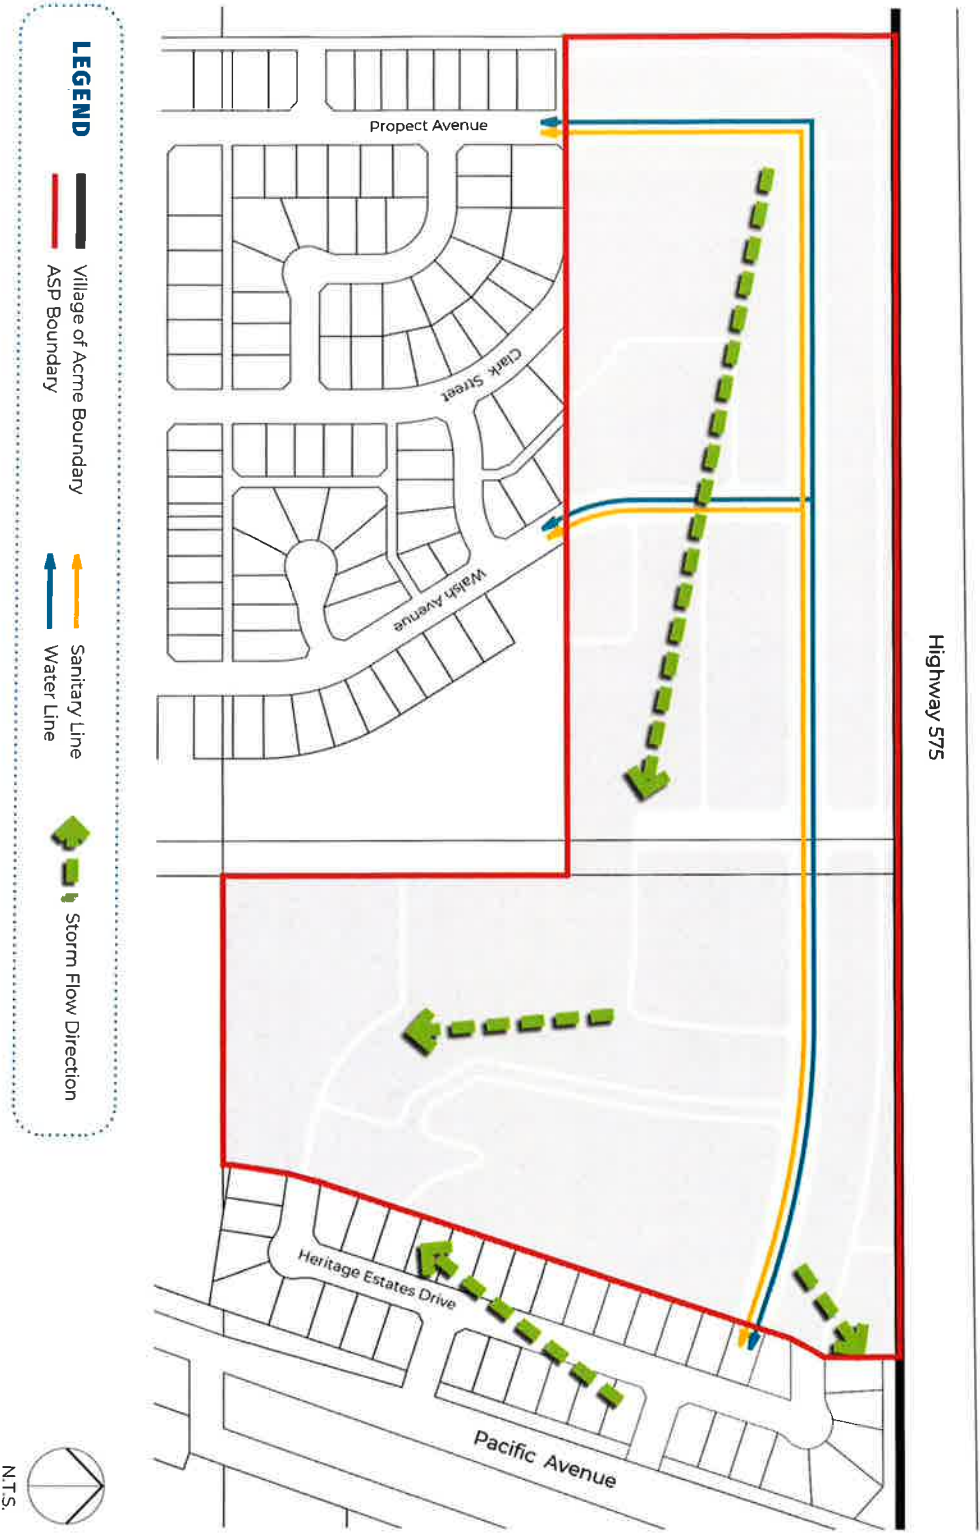 Highway 575
Propect Avenue
Clark Street
Walsh Avenue
Heritage Estates Drive
Pacific Avenue
LEGEND
Village of Acme Boundary
ASP Boundary
Sanitary Line
Water Line
Storm Flow Direction
N.T.S.